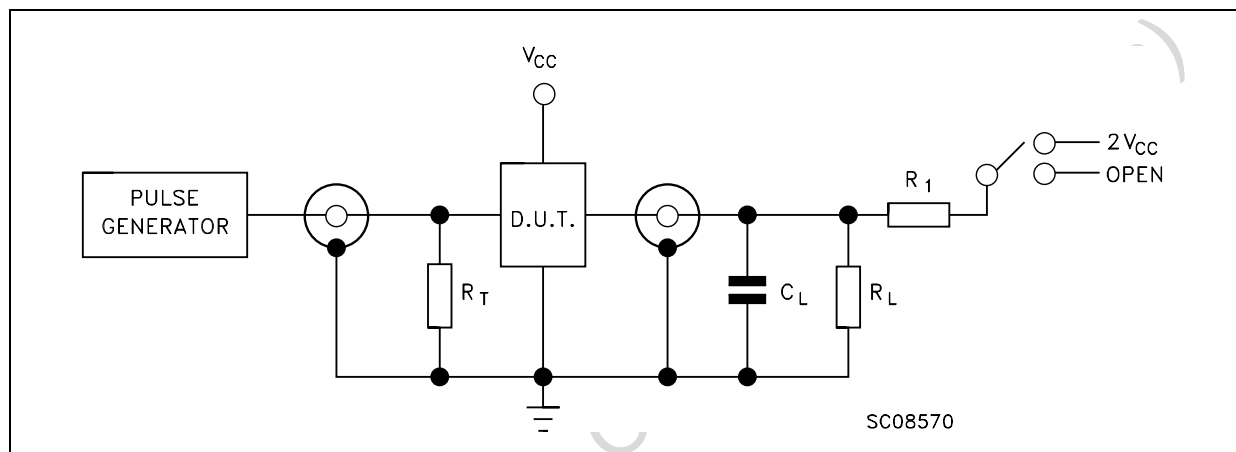 VCC
PULSE
GENERATOR
D.U.T.
RT
CL
RL
R1
2VCC
OPEN
SC08570